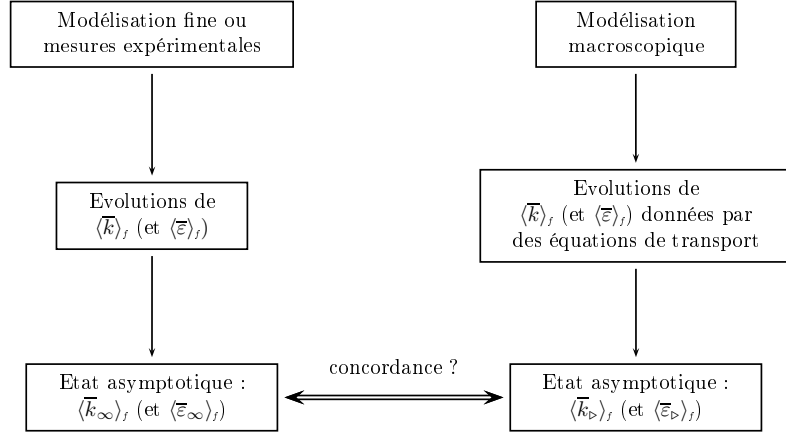 Modélisation fine ou
mesures expérimentales
Modélisation
macroscopique
Evolutions de
⟨k̅⟩_f (et ⟨ε̅⟩_f)
Evolutions de
⟨k̅⟩_f (et ⟨ε̅⟩_f) données par
des équations de transport
concordance ?
Etat asymptotique :
⟨k̅_∞⟩_f (et ⟨ε̅_∞⟩_f)
Etat asymptotique :
⟨k̅_▹⟩_f (et ⟨ε̅_▹⟩_f)